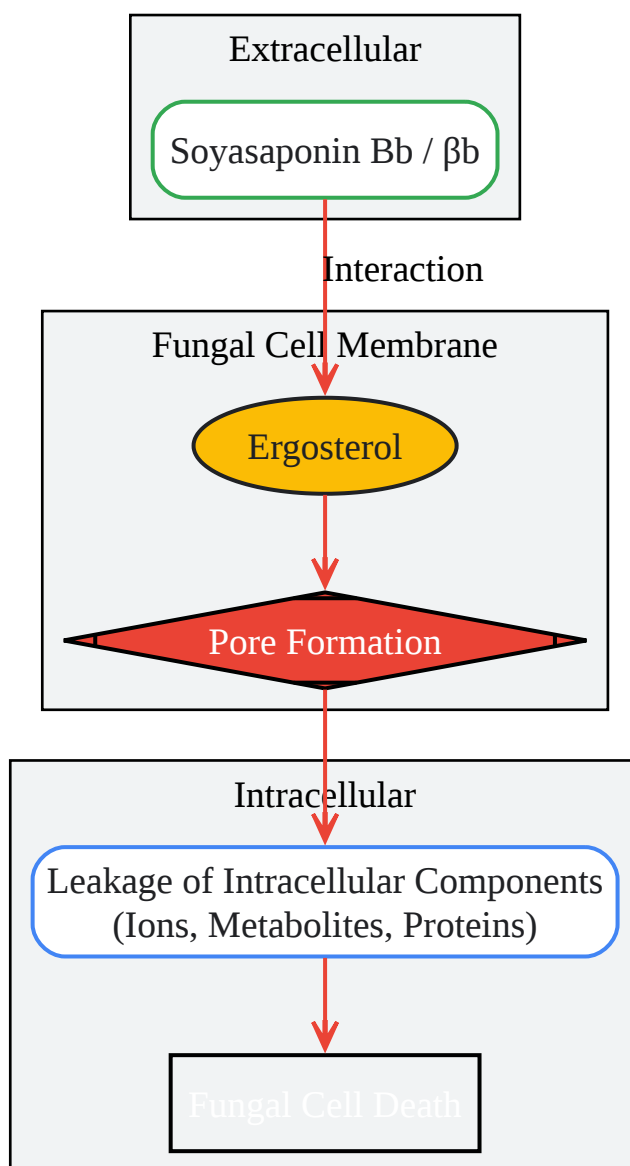 Extracellular
Soyasaponin Bb / βb
Interaction
Fungal Cell Membrane
Ergosterol
Pore Formation
Intracellular
Leakage of Intracellular Components
(Ions, Metabolites, Proteins)
Fungal Cell Death